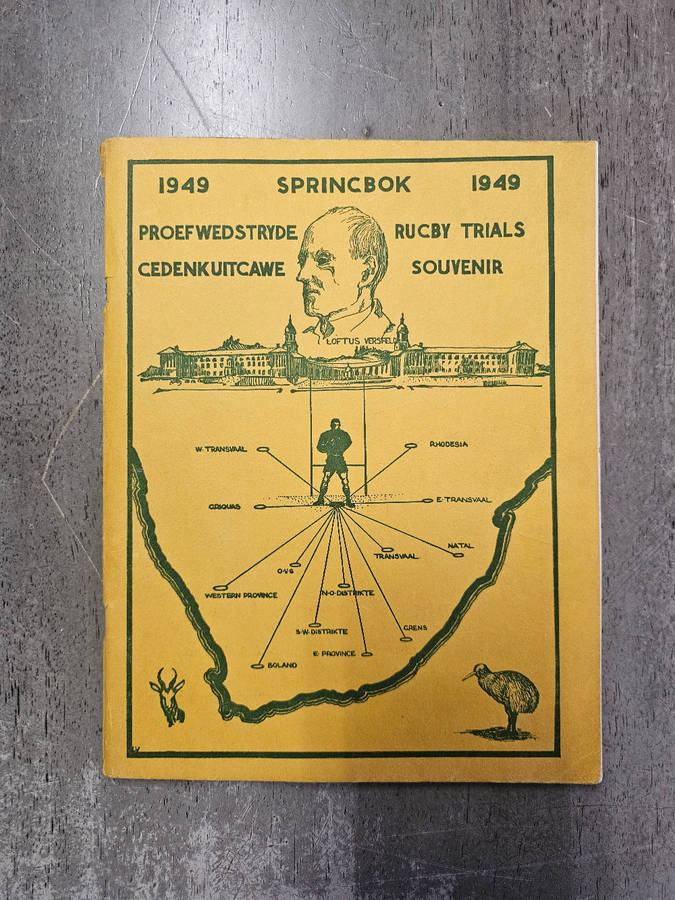 1949 SPRINGBOK 1949
PROEFWEDSTRYDE RUGBY TRIALS
GEDENKUITGAWE SOUVENIR
LOFTUS VERSFELD
W. TRANSVAAL
RHODESIA
GRIQUAS
E. TRANSVAAL
NATAL
TRANSVAAL
O.V.S
WESTERN PROVINCE
N-O-DISTRIKTE
S.W. DISTRIKTE
GRENS
E. PROVINCE
BOLAND